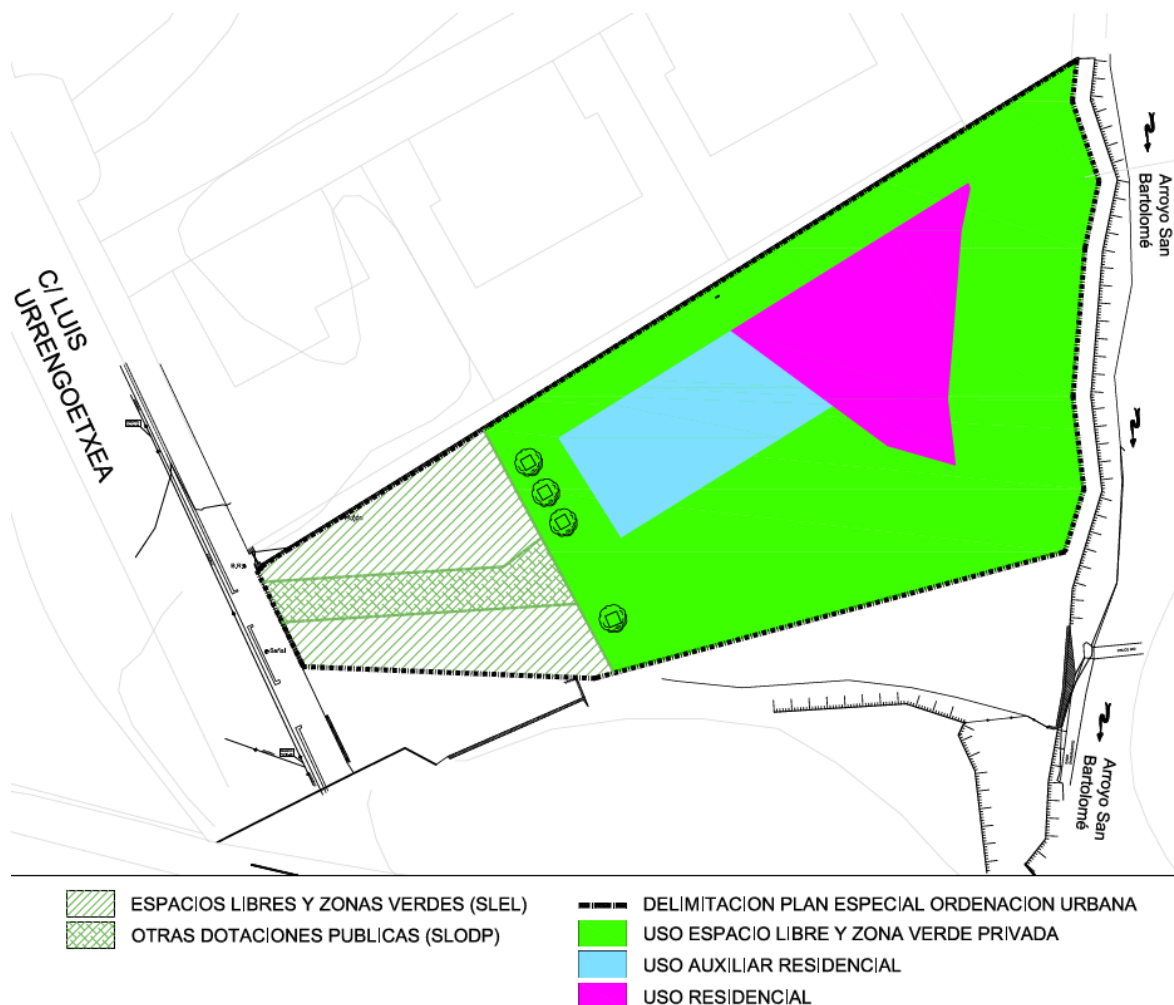 Arroyo San
Bartolomé
C/ LUIS
URRENGOETXEA
Señal
Arroyo San
Bartolomé
ESPACIOS LIBRES Y ZONAS VERDES (SLEL)
OTRAS DOTACIONES PUBLICAS (SLODP)
DELIMITACION PLAN ESPECIAL ORDENACION URBANA
USO ESPACIO LIBRE Y ZONA VERDE PRIVADA
USO AUXILIAR RESIDENCIAL
USO RESIDENCIAL